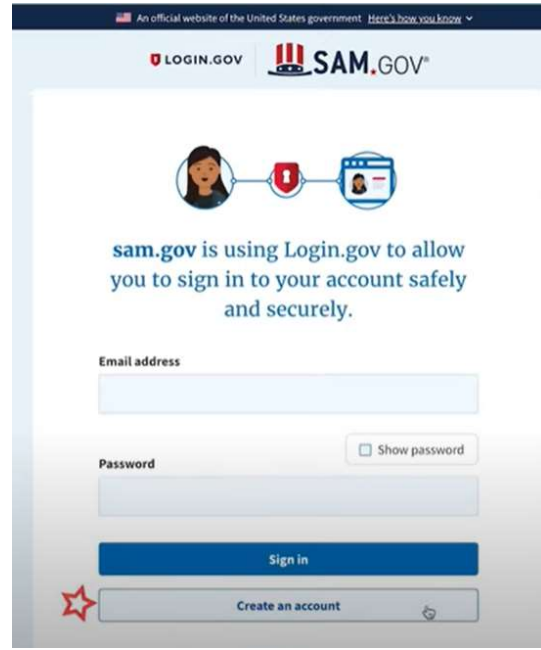 An official website of the United States government Here's how you know
LOGIN.GOV SAM.GOV®
sam.gov is using Login.gov to allow
you to sign in to your account safely
and securely.
Email address
Show password
Password
Sign in
Create an account